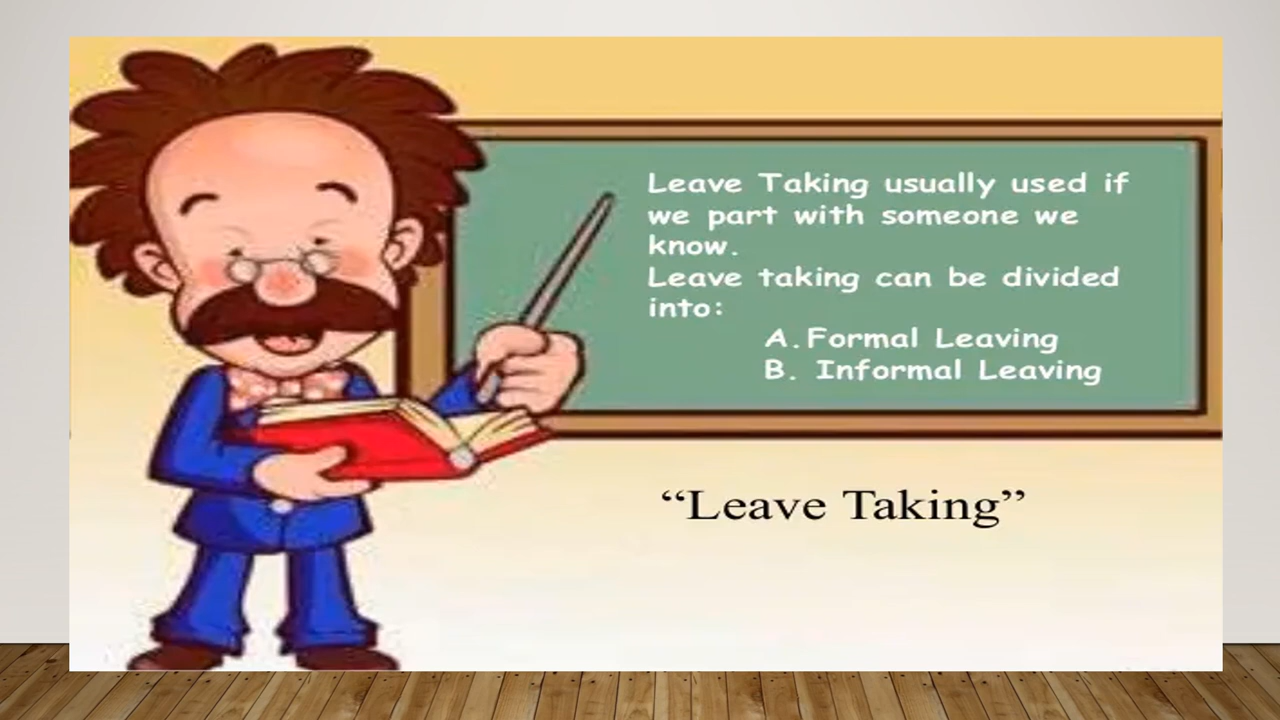 Leave Taking usually used if
we part with someone we
know.
Leave taking can be divided
into:
A.Formal Leaving
B. Informal Leaving
“Leave Taking”